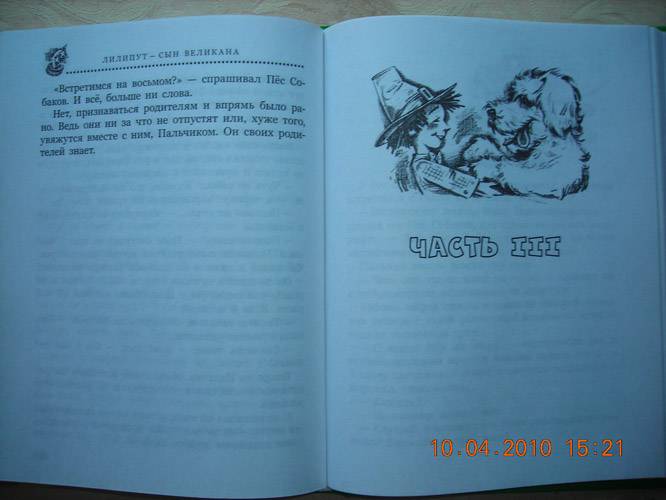 ЛИЛИПУТ – СЫН ВЕЛИКАНА
«Встретимся на восьмом?» — спрашивал Пёс Со-
баков. И всё, больше ни слова.
Нет, признаваться родителям и впрямь было ра-
но. Ведь они ни за что не отпустят или, хуже того,
увяжутся вместе с ним, Пальчиком. Он своих роди-
телей знает.
ЧАСТЬ III
10.04.2010 15:21